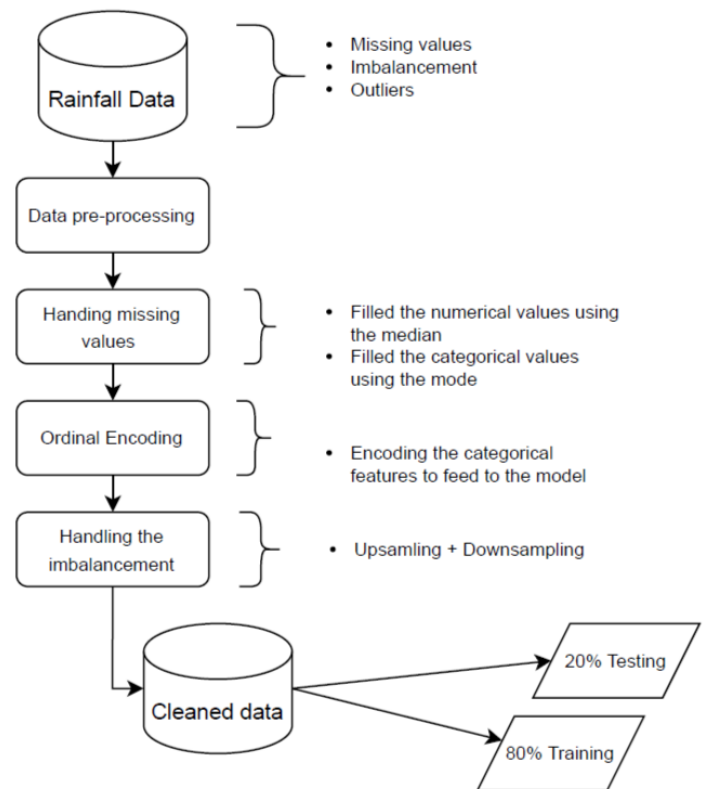 Rainfall Data
• Missing values
• Imbalancement
• Outliers
Data pre-processing
Handing missing
values
• Filled the numerical values using
the median
• Filled the categorical values
using the mode
Ordinal Encoding
• Encoding the categorical
features to feed to the model
Handling the
imbalancement
• Upsamling + Downsampling
Cleaned data
20% Testing
80% Training